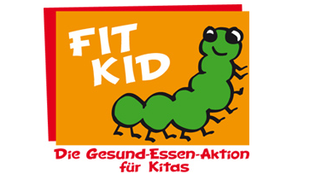 FIT
KID
Die Gesund-Essen-Aktion
für Kitas